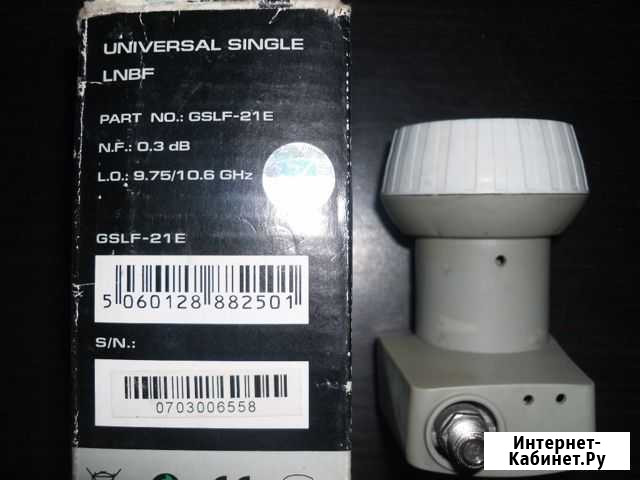 UNIVERSAL SINGLE
LNBF
PART NO.: GSLF-21E
N.F.: 0.3 dB
L.O.: 9.75/10.6 GHz
GSLF-21E
5 060128 882501
S/N.:
0703006558
Интернет-
Кабинет.Ру